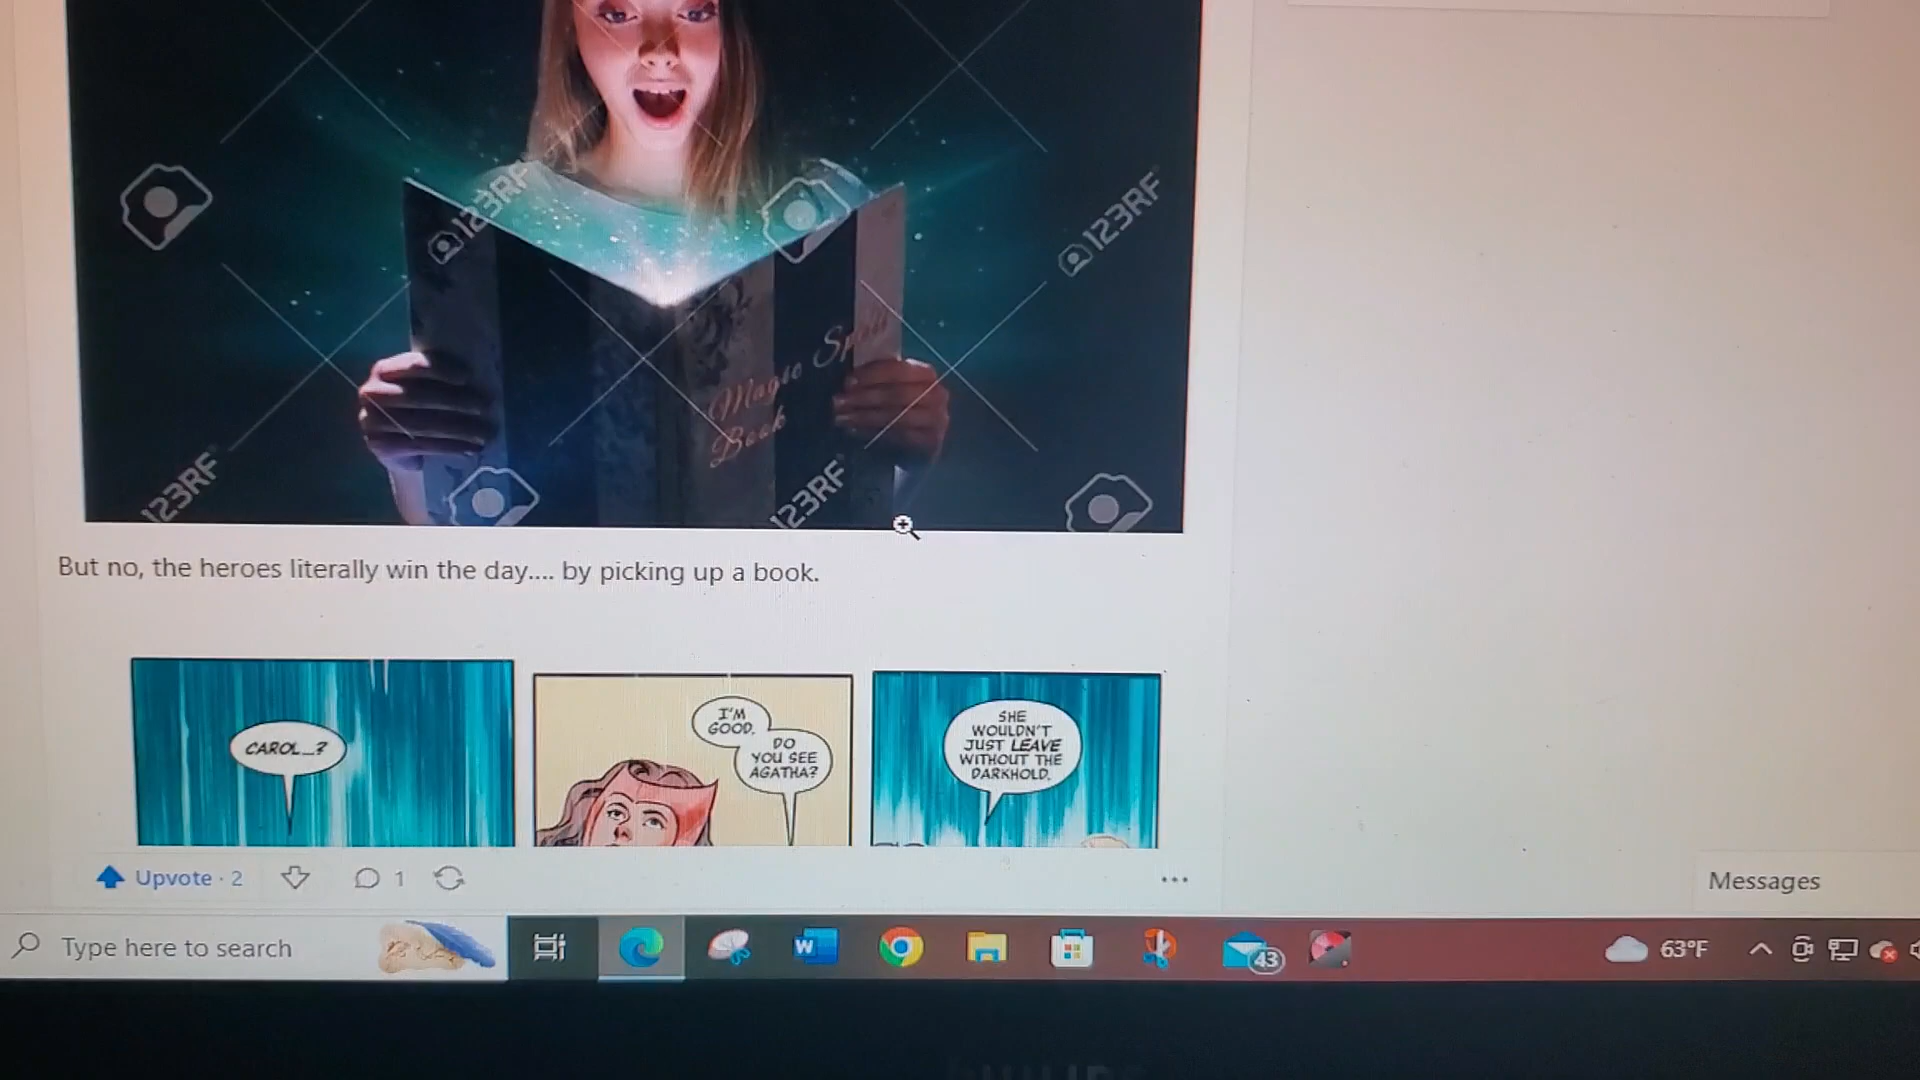 123RF
123RF
Magic Spells
Book
123RF
123RF
But no, the heroes literally win the day.... by picking up a book.
CAROL...?
I'M
GOOD.
DO
YOU SEE
AGATHA?
SHE
WOULDN'T
JUST LEAVE
WITHOUT THE
DARKHOLD.
Upvote · 2
1
Messages
Type here to search
43
63°F